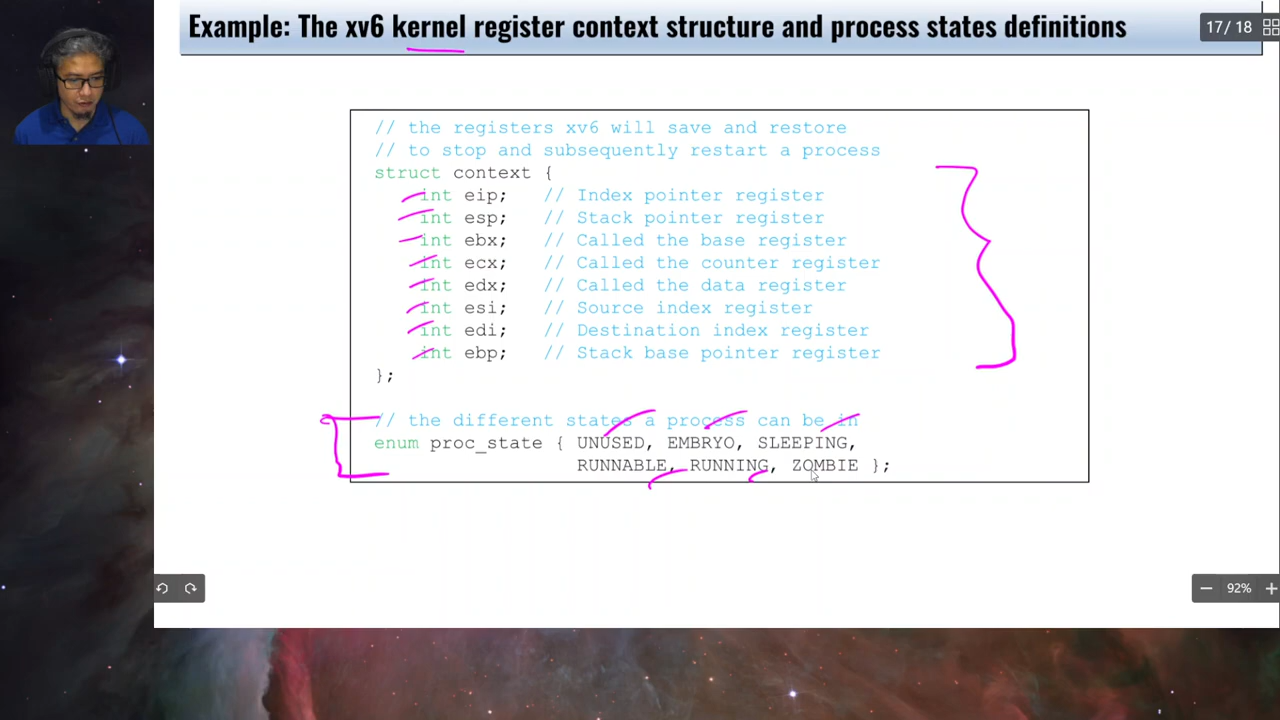 Example: The xv6 kernel register context structure and process states definitions
17/ 18
// the registers xv6 will save and restore
// to stop and subsequently restart a process
struct context {
int eip; // Index pointer register
int esp; // Stack pointer register
int ebx; // Called the base register
int ecx; // Called the counter register
int edx; // Called the data register
int esi; // Source index register
int edi; // Destination index register
int ebp; // Stack base pointer register
};
// the different states a process can be in
enum proc_state { UNUSED, EMBRYO, SLEEPING,
RUNNABLE, RUNNING, ZOMBIE };
92%